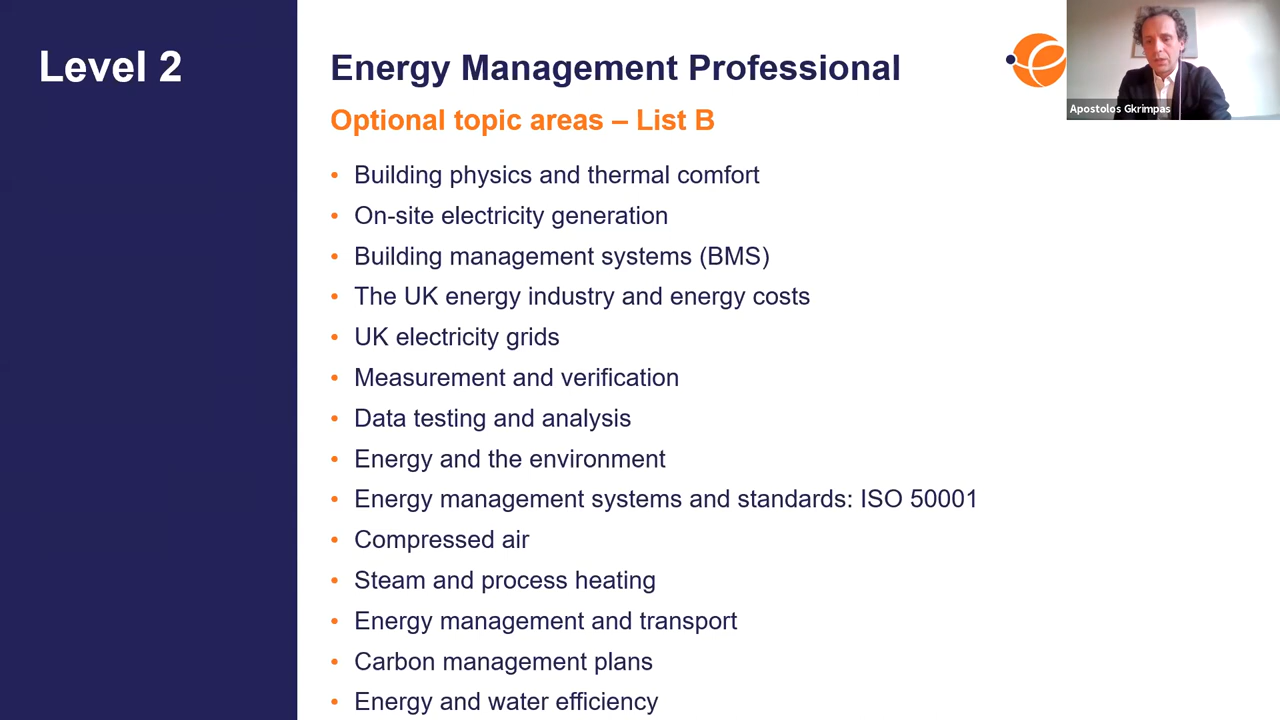 Level 2
Energy Management Professional
Optional topic areas – List B
• Building physics and thermal comfort
• On-site electricity generation
• Building management systems (BMS)
• The UK energy industry and energy costs
• UK electricity grids
• Measurement and verification
• Data testing and analysis
• Energy and the environment
• Energy management systems and standards: ISO 50001
• Compressed air
• Steam and process heating
• Energy management and transport
• Carbon management plans
• Energy and water efficiency
Apostolos Gkrimpas